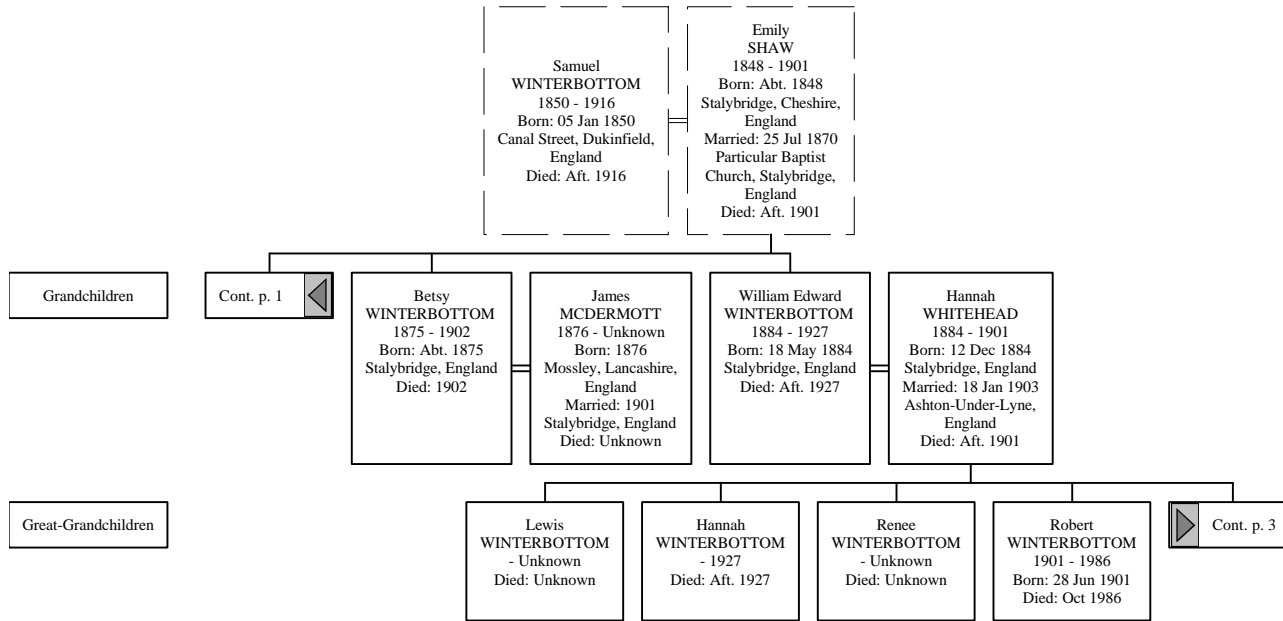 Samuel
WINTERBOTTOM
1850 - 1916
Born: 05 Jan 1850
Canal Street, Dukinfield,
England
Died: Aft. 1916
Emily
SHAW
1848 - 1901
Born: Abt. 1848
Stalybridge, Cheshire,
England
Married: 25 Jul 1870
Particular Baptist
Church, Stalybridge,
England
Died: Aft. 1901
Grandchildren
Cont. p. 1
Betsy
WINTERBOTTOM
1875 - 1902
Born: Abt. 1875
Stalybridge, England
Died: 1902
James
MCDERMOTT
1876 - Unknown
Born: 1876
Mossley, Lancashire,
England
Married: 1901
Stalybridge, England
Died: Unknown
William Edward
WINTERBOTTOM
1884 - 1927
Born: 18 May 1884
Stalybridge, England
Died: Aft. 1927
Hannah
WHITEHEAD
1884 - 1901
Born: 12 Dec 1884
Stalybridge, England
Married: 18 Jan 1903
Ashton-Under-Lyne,
England
Died: Aft. 1901
Great-Grandchildren
Lewis
WINTERBOTTOM
- Unknown
Died: Unknown
Hannah
WINTERBOTTOM
- 1927
Died: Aft. 1927
Renee
WINTERBOTTOM
- Unknown
Died: Unknown
Robert
WINTERBOTTOM
1901 - 1986
Born: 28 Jun 1901
Died: Oct 1986
Cont. p. 3